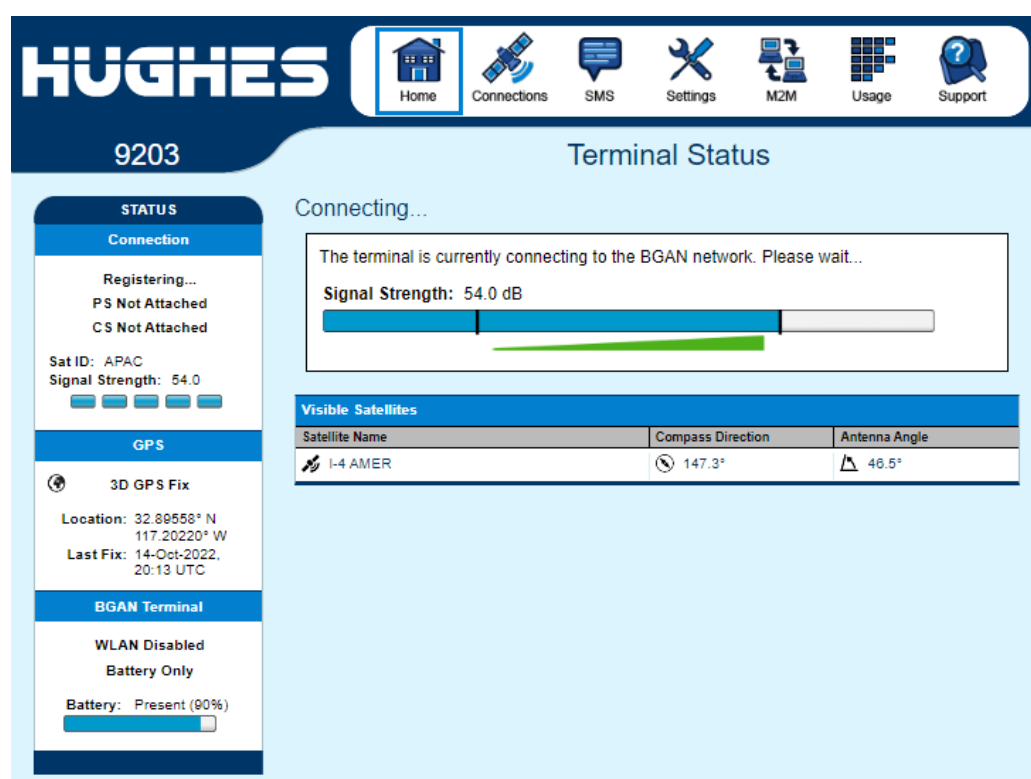 HUGHES
Home
Connections
SMS
Settings
M2M
Usage
Support
9203
Terminal Status
STATUS
Connection
Registering...
PS Not Attached
CS Not Attached
Sat ID: APAC
Signal Strength: 54.0
GPS
3D GPS Fix
Location: 32.89558° N
117.20220° W
Last Fix: 14-Oct-2022,
20:13 UTC
BGAN Terminal
WLAN Disabled
Battery Only
Battery: Present (90%)
Connecting...
The terminal is currently connecting to the BGAN network. Please wait...
Signal Strength: 54.0 dB
Visible Satellites
Satellite Name Compass Direction Antenna Angle
I-4 AMER 147.3° 46.5°